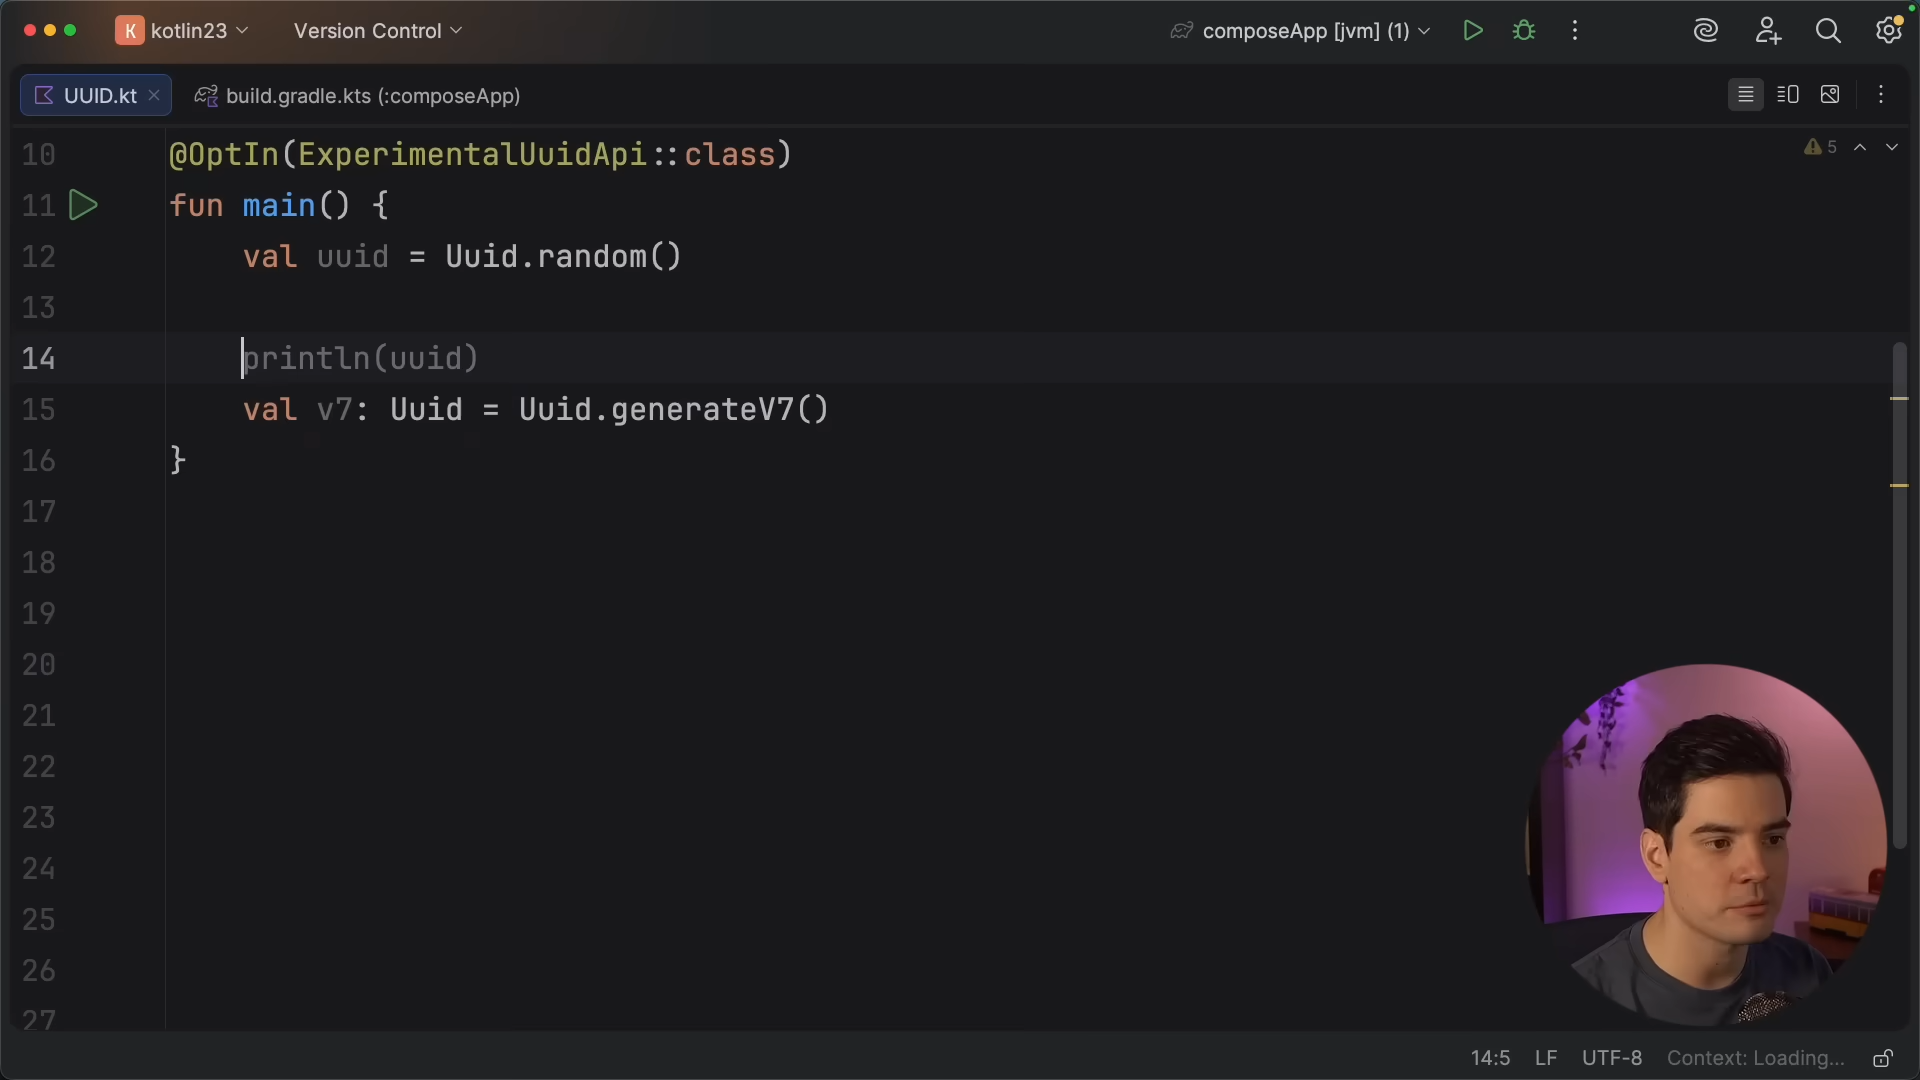 K kotlin23 Version Control composeApp [jvm] (1)
UUID.kt build.gradle.kts (:composeApp)
10 @OptIn(ExperimentalUuidApi::class) 5
11 fun main() {
12 val uuid = Uuid.random()
13
14 println(uuid)
15 val v7: Uuid = Uuid.generateV7()
16 }
17
18
19
20
21
22
23
24
25
26
27
14:5 LF UTF-8 Context: Loading...